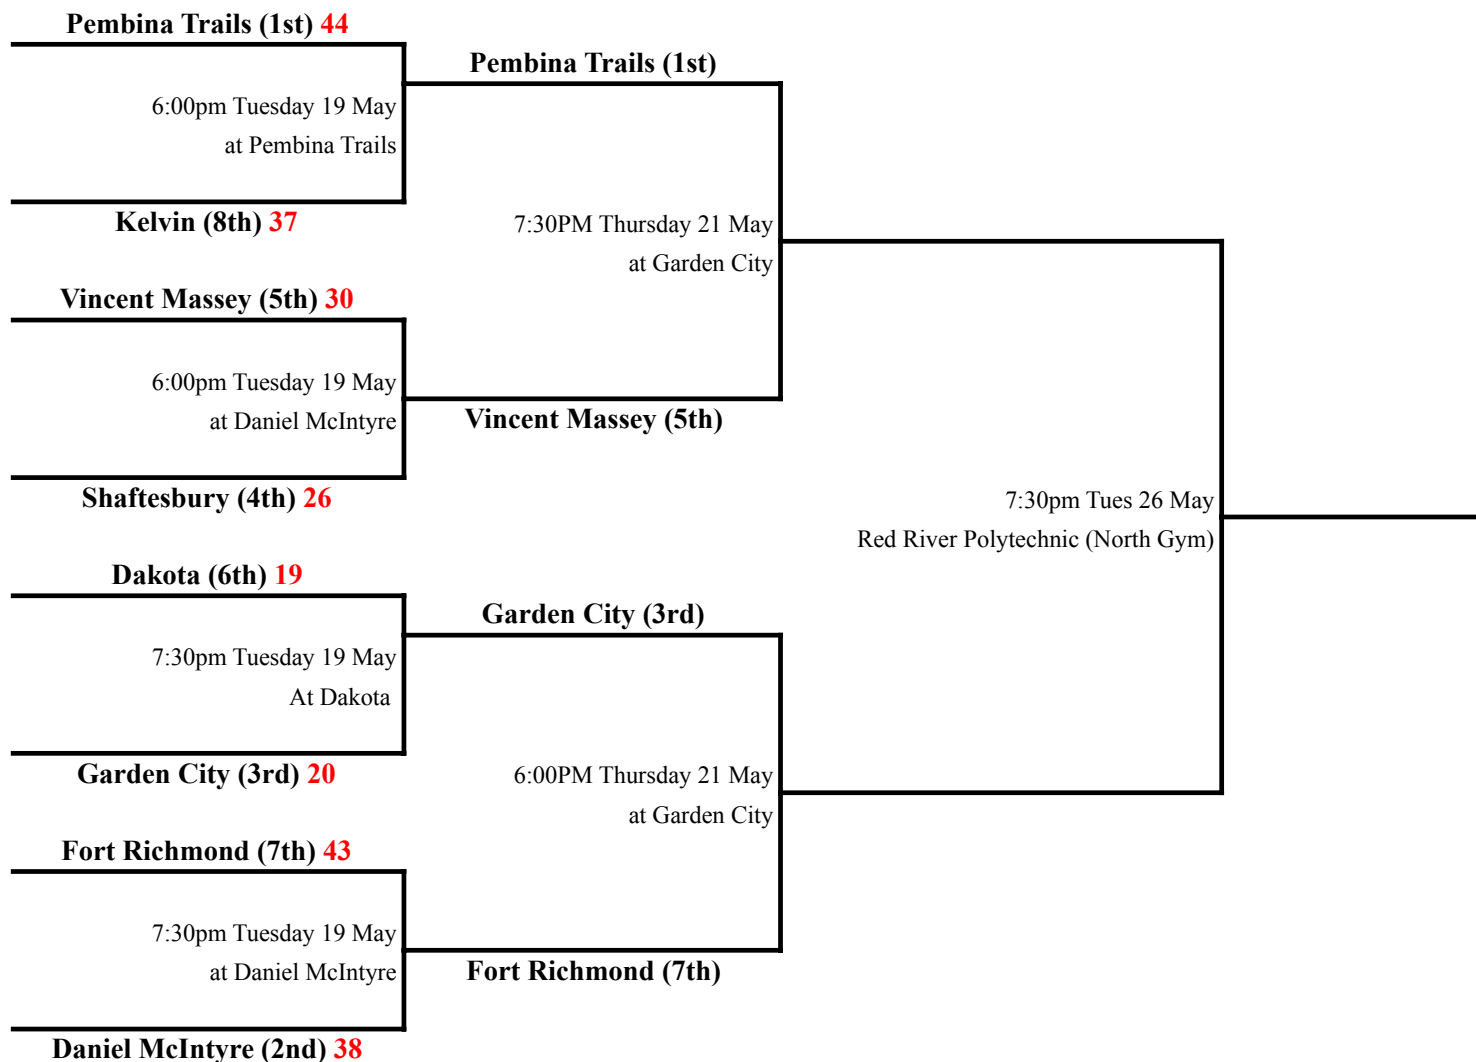 Pembina Trails (1st) 44
6:00pm Tuesday 19 May
at Pembina Trails
Kelvin (8th) 37
Vincent Massey (5th) 30
6:00pm Tuesday 19 May
at Daniel McIntyre
Shaftesbury (4th) 26
Dakota (6th) 19
7:30pm Tuesday 19 May
At Dakota
Garden City (3rd) 20
Fort Richmond (7th) 43
7:30pm Tuesday 19 May
at Daniel McIntyre
Daniel McIntyre (2nd) 38
Pembina Trails (1st)
7:30PM Thursday 21 May
at Garden City
Vincent Massey (5th)
Garden City (3rd)
6:00PM Thursday 21 May
at Garden City
Fort Richmond (7th)
7:30pm Tues 26 May
Red River Polytechnic (North Gym)